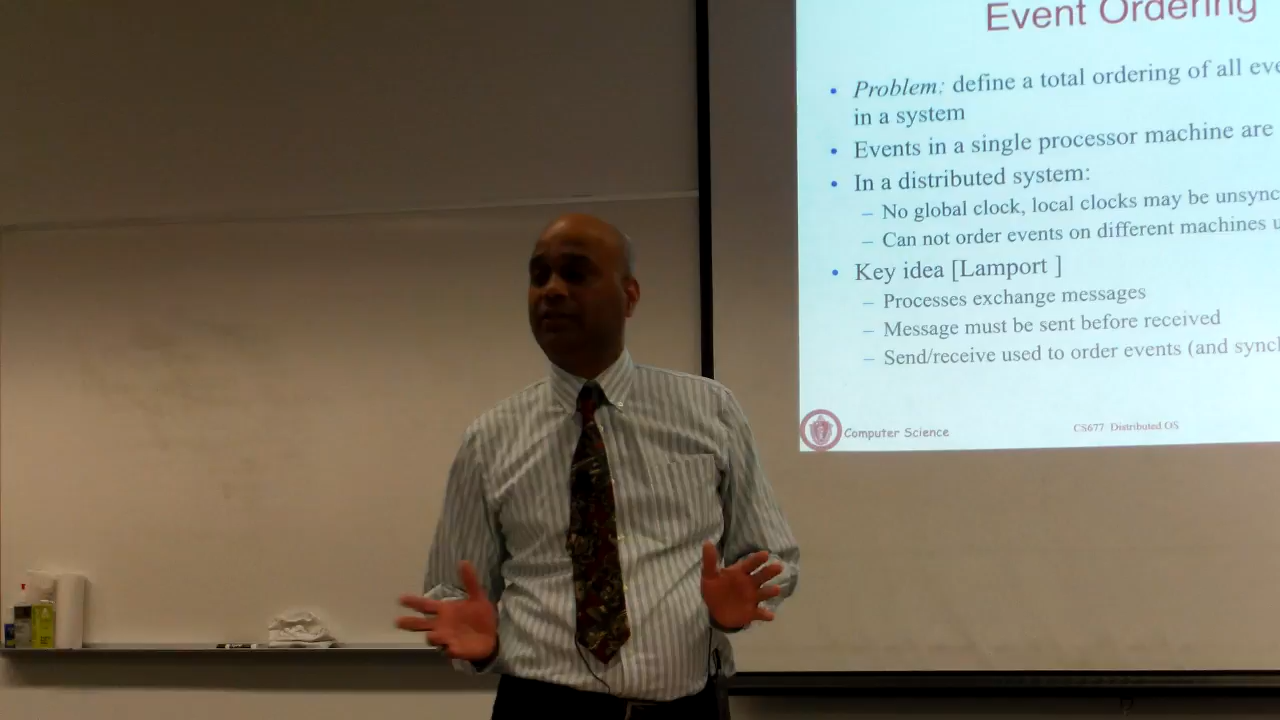 Event Ordering
• Problem: define a total ordering of all eve
in a system
• Events in a single processor machine are
• In a distributed system:
– No global clock, local clocks may be unsync
– Can not order events on different machines u
• Key idea [Lamport ]
– Processes exchange messages
– Message must be sent before received
– Send/receive used to order events (and sync
Computer Science
CS677 Distributed OS